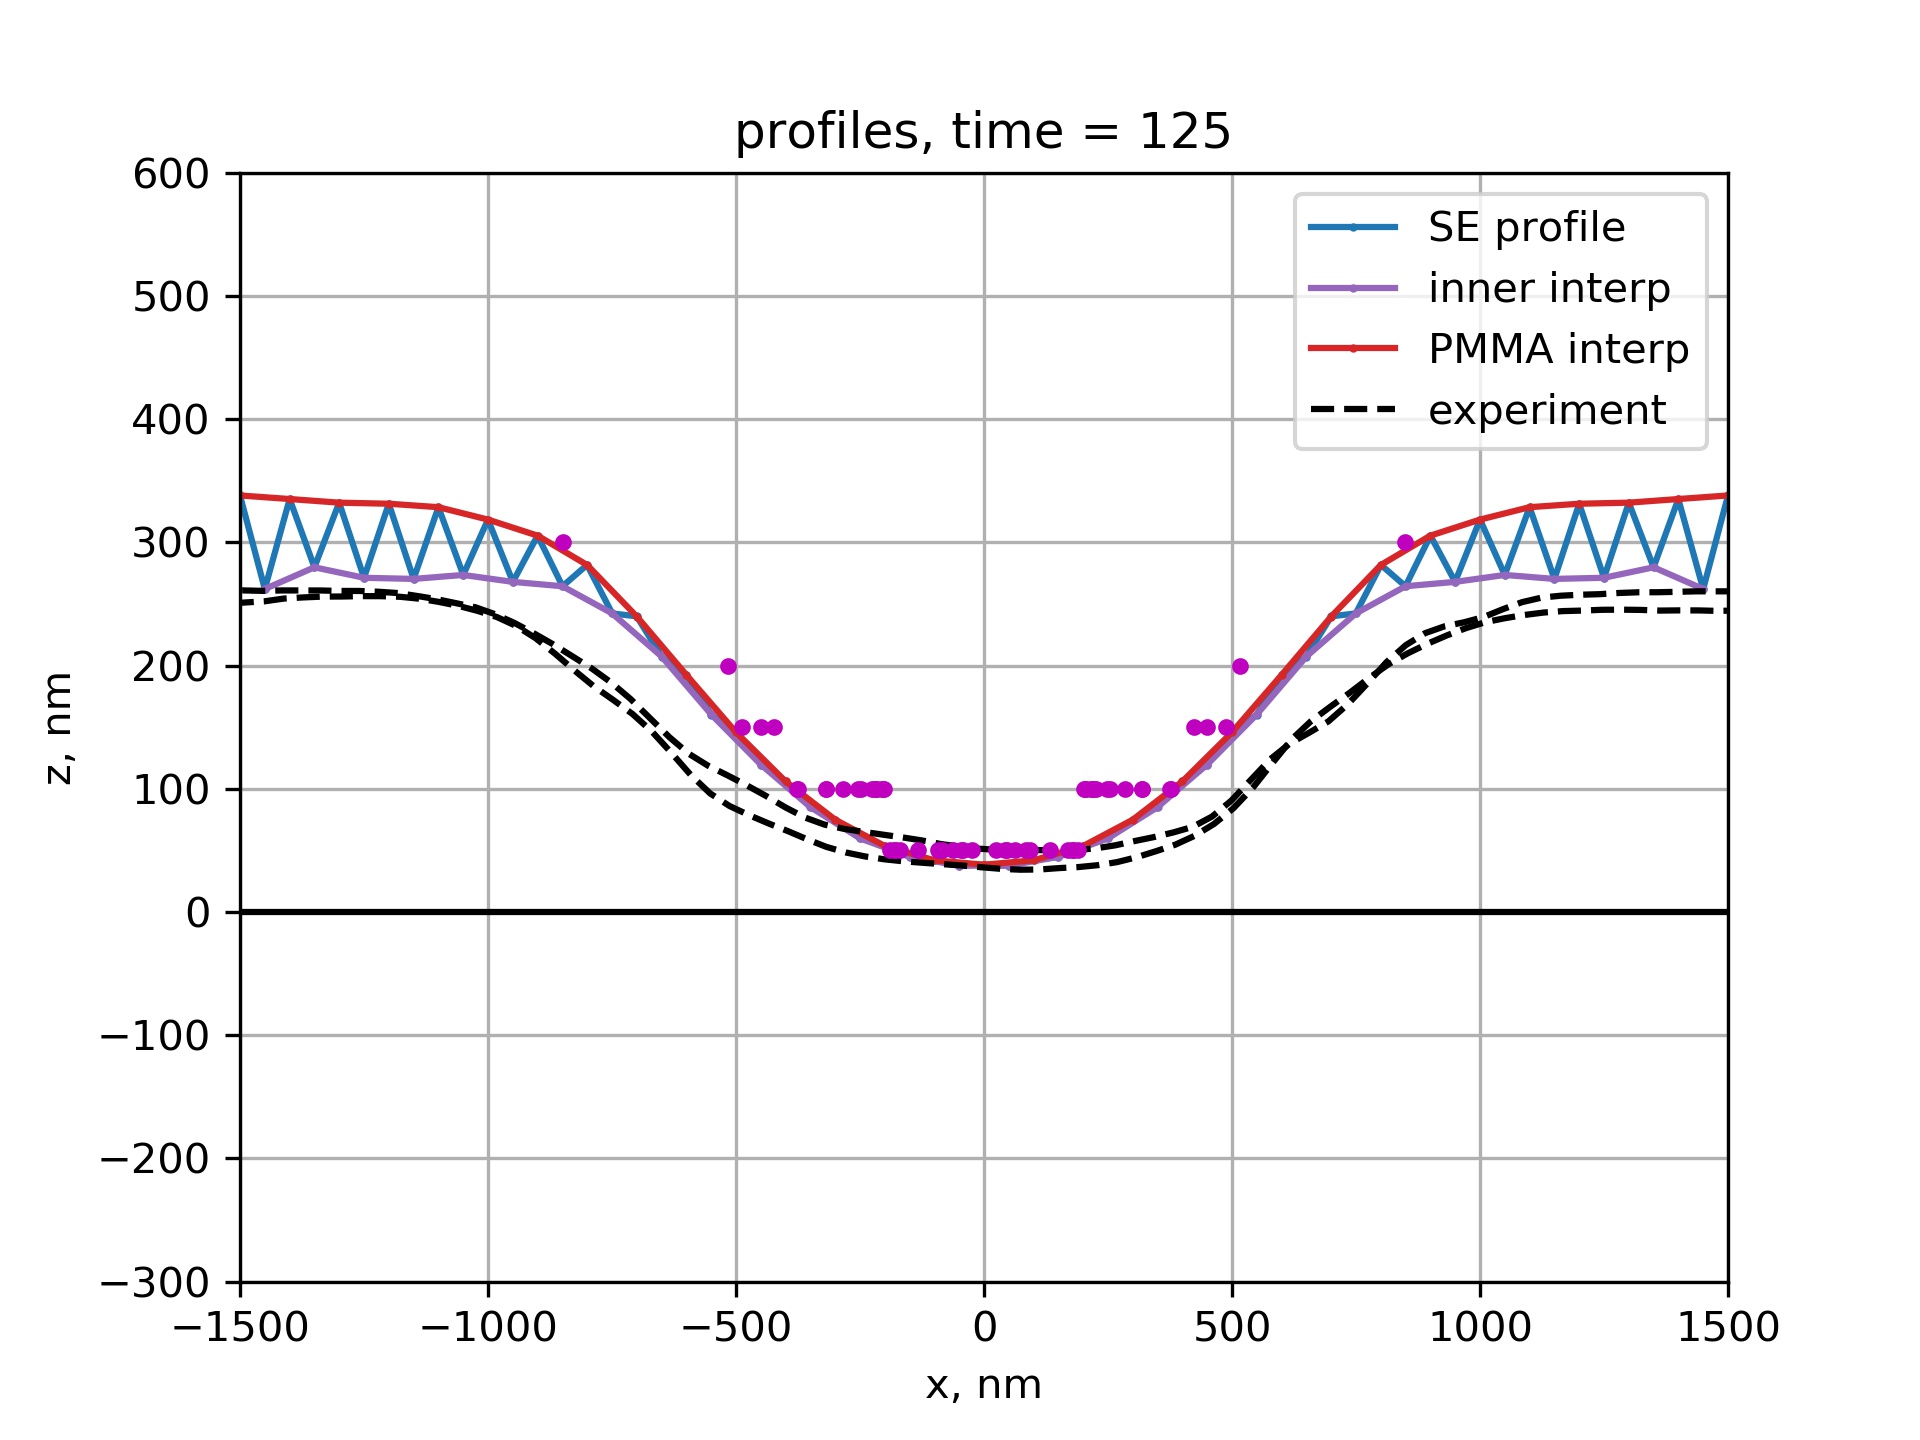 profiles, time = 125
600
500
400
300
200
100
0
−100
−200
−300
z, nm
SE profile
inner interp
PMMA interp
experiment
−1500 −1000 −500 0 500 1000 1500
x, nm